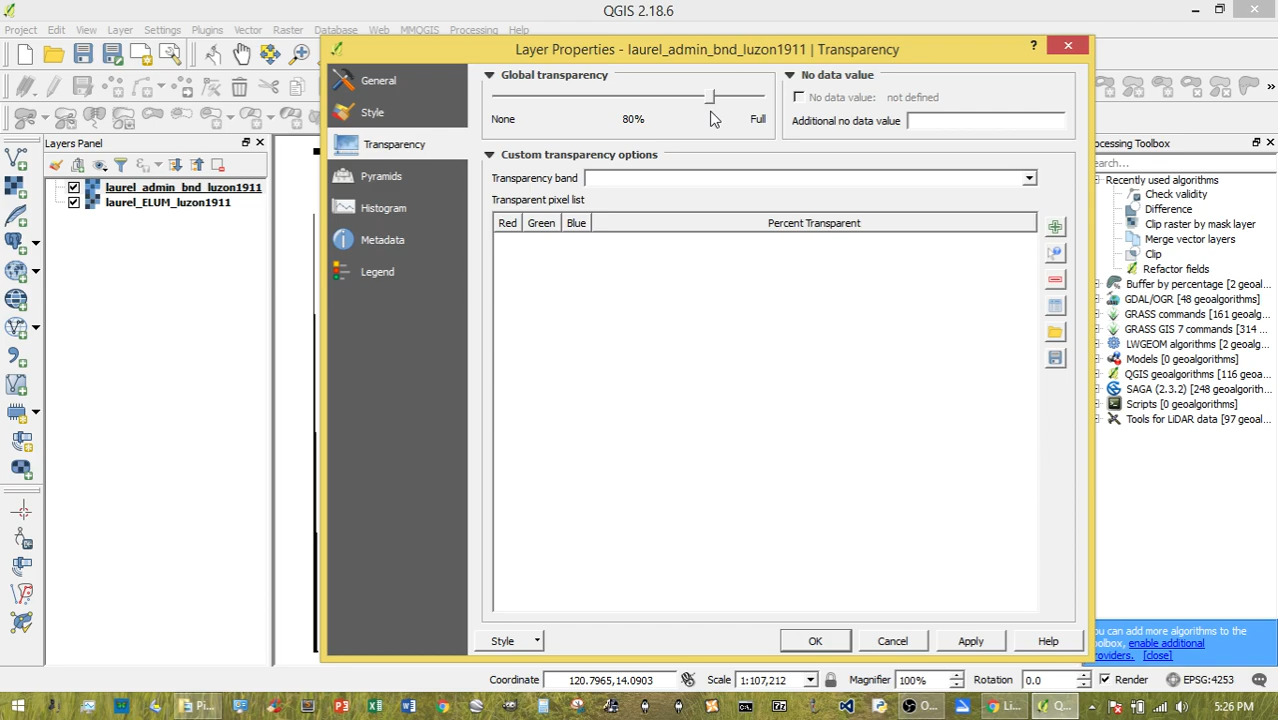 QGIS 2.18.6
Project Edit View Layer Settings Plugins Vector Raster Database Web MMQGIS Processing Help
Layer Properties - laurel_admin_bnd_luzon1911 | Transparency
?
General
Style
Transparency
Pyramids
Histogram
Metadata
Legend
Global transparency
None 80% Full
No data value
No data value: not defined
Additional no data value
Custom transparency options
Transparency band
Transparent pixel list
Red Green Blue Percent Transparent
Style OK Cancel Apply Help
Layers Panel
laurel_admin_bnd_luzon1911
laurel_ELUM_luzon1911
ocessing Toolbox
earch...
Recently used algorithms
Check validity
Difference
Clip raster by mask layer
Merge vector layers
Clip
Refactor fields
Buffer by percentage [2 geoal...
GDAL/OGR [48 geoalgorithms]
GRASS commands [161 geoalg...
GRASS GIS 7 commands [314 ...
LWGEOM algorithms [2 geoalg...
Models [0 geoalgorithms]
QGIS geoalgorithms [116 geoa...
SAGA (2.3.2) [248 geoalgorith...
Scripts [0 geoalgorithms]
Tools for LiDAR data [97 geoal...
ou can add more algorithms to the
oolbox, enable additional
roviders. [close]
Coordinate 120.7965,14.0903 Scale 1:107,212 Magnifier 100% Rotation 0.0 Render EPSG:4253
Pi... O... Li... Q... 5:26 PM